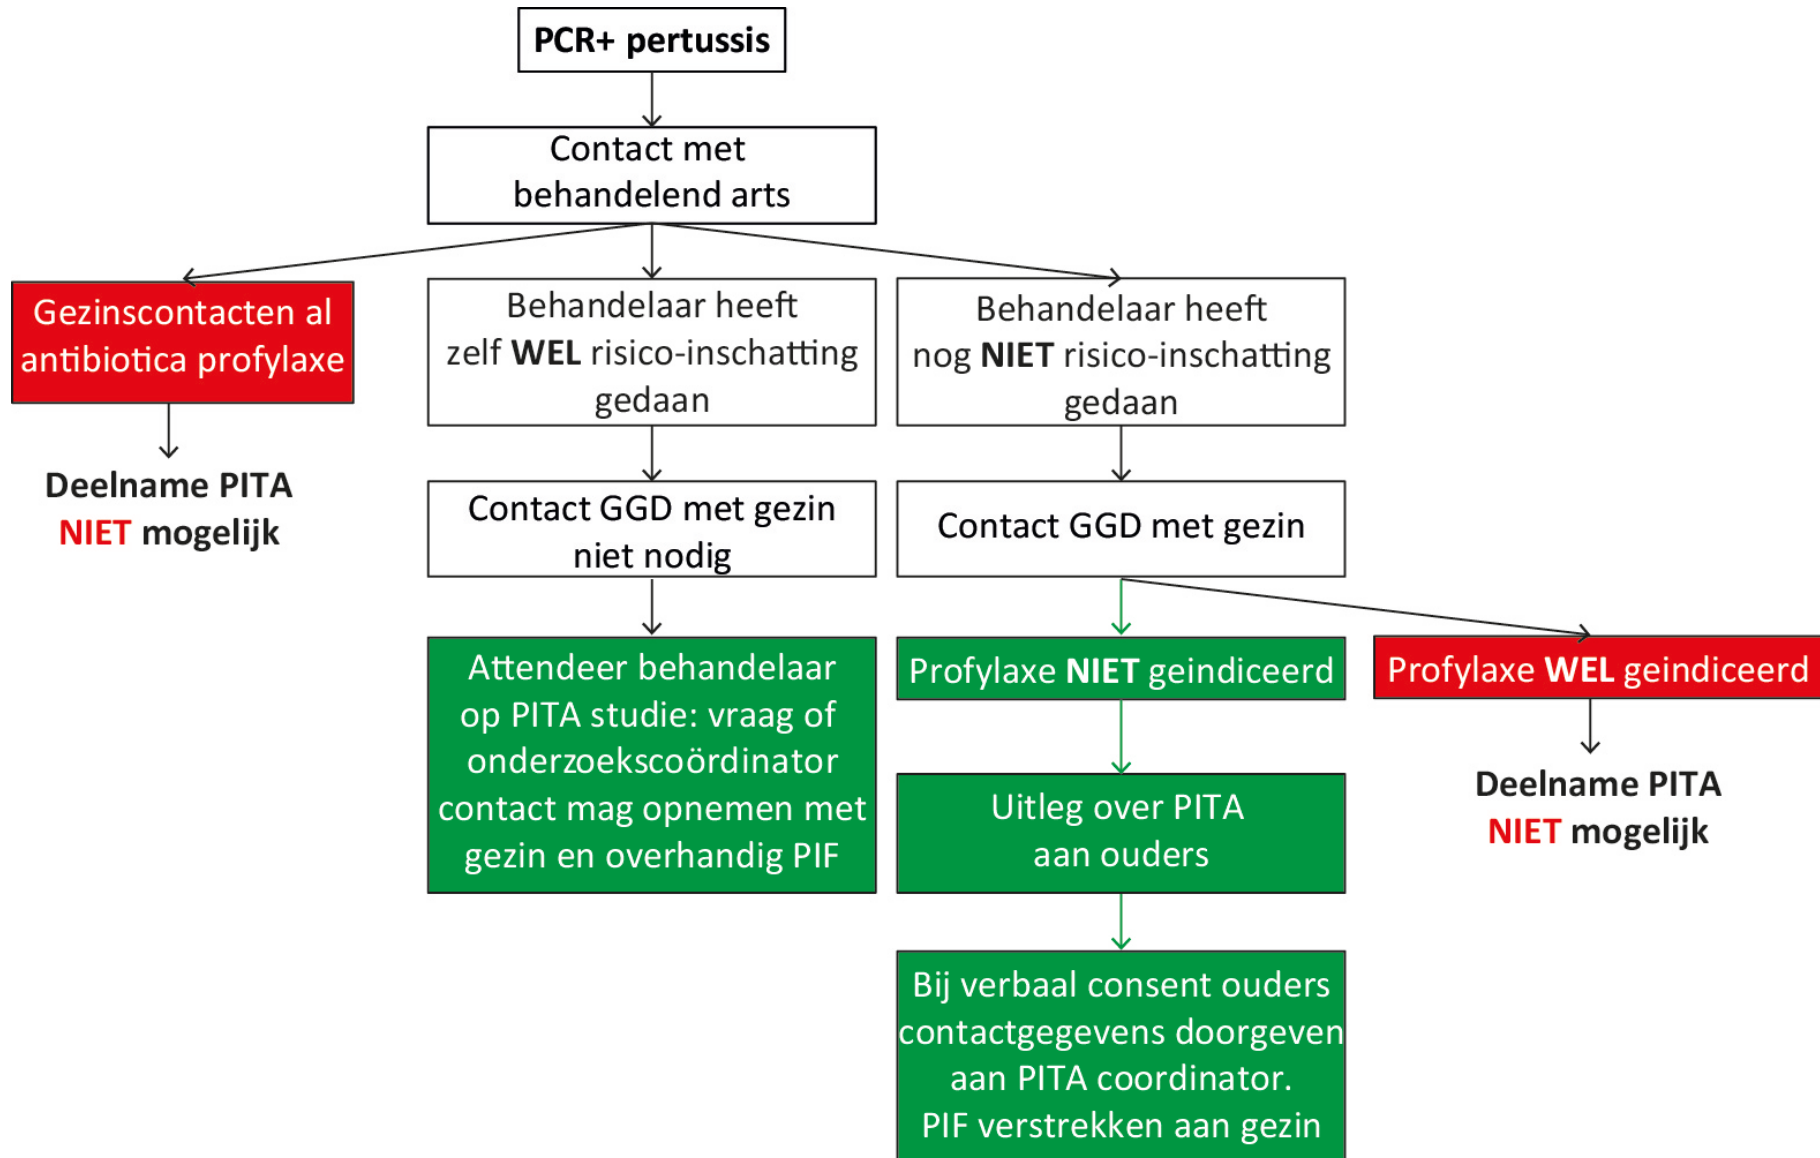 PCR+ pertussis
Contact met
behandelend arts
Gezinscontacten al
antibiotica profylaxe
Deelname PITA
NIET mogelijk
Behandelaar heeft
zelf WEL risico-inschatting
gedaan
Contact GGD met gezin
niet nodig
Attendeer behandelaar
op PITA studie: vraag of
onderzoekscoördinator
contact mag opnemen met
gezin en overhandig PIF
Behandelaar heeft
nog NIET risico-inschatting
gedaan
Contact GGD met gezin
Profylaxe NIET geindiceerd
Uitleg over PITA
aan ouders
Bij verbaal consent ouders
contactgegevens doorgeven
aan PITA coordinator.
PIF verstrekken aan gezin
Profylaxe WEL geindiceerd
Deelname PITA
NIET mogelijk